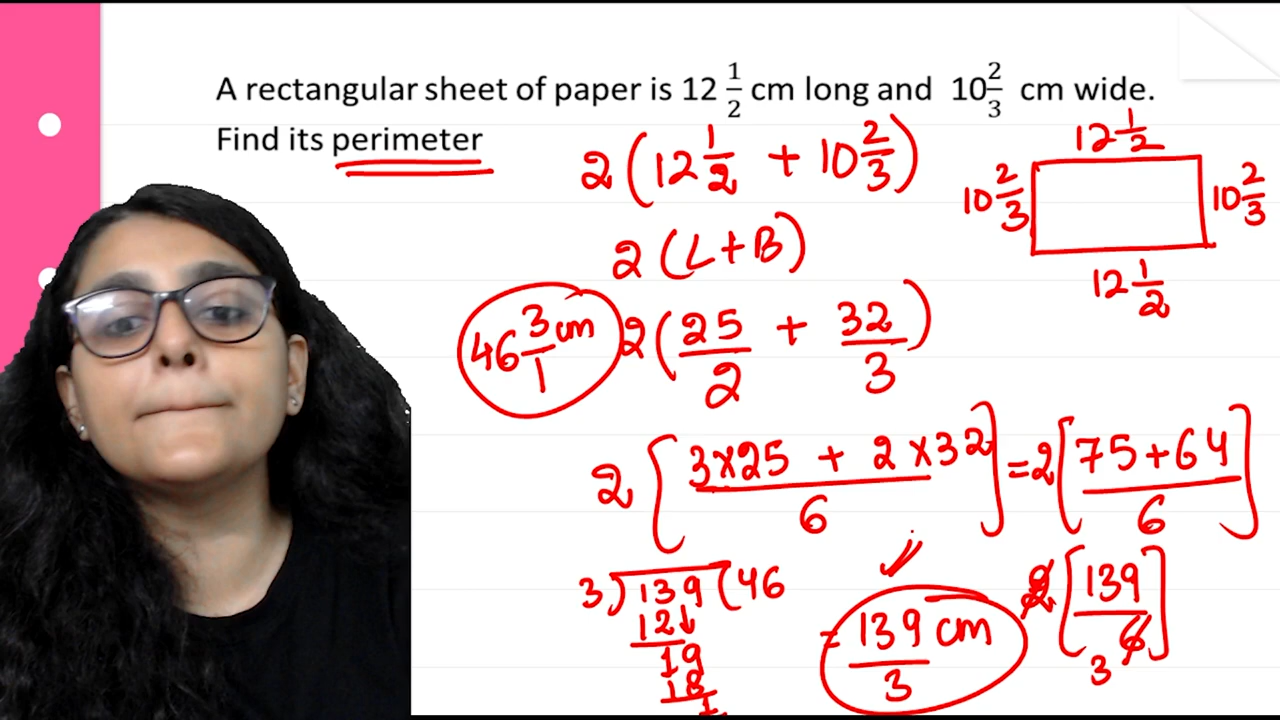 A rectangular sheet of paper is 12 1/2 cm long and 10 2/3 cm wide.
Find its perimeter
2 (12 1/2 + 10 2/3)
12 1/2
10 2/3
10 2/3
12 1/2
2 (L+B)
46 3/1 cm
2 (25/2 + 32/3)
2 [3×25 + 2×32 / 6] = 2 [75+64 / 6]
3) 139 (46
12
19
18
1
= 139/3 cm
2 [139/6]
3